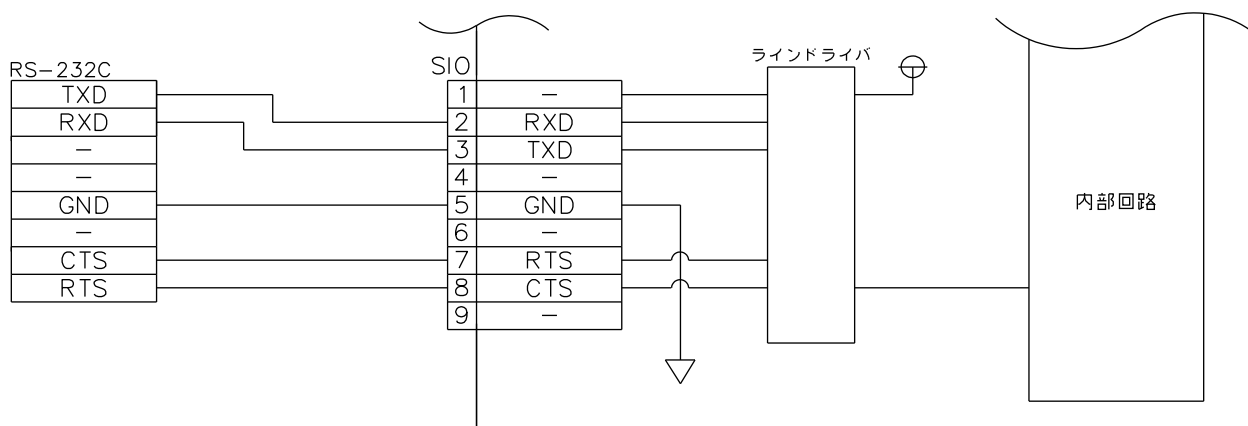 RS-232C
TXD
RXD
-
-
GND
-
CTS
RTS
SIO
1 -
2 RXD
3 TXD
4 -
5 GND
6 -
7 RTS
8 CTS
9 -
ラインドライバ
内部回路